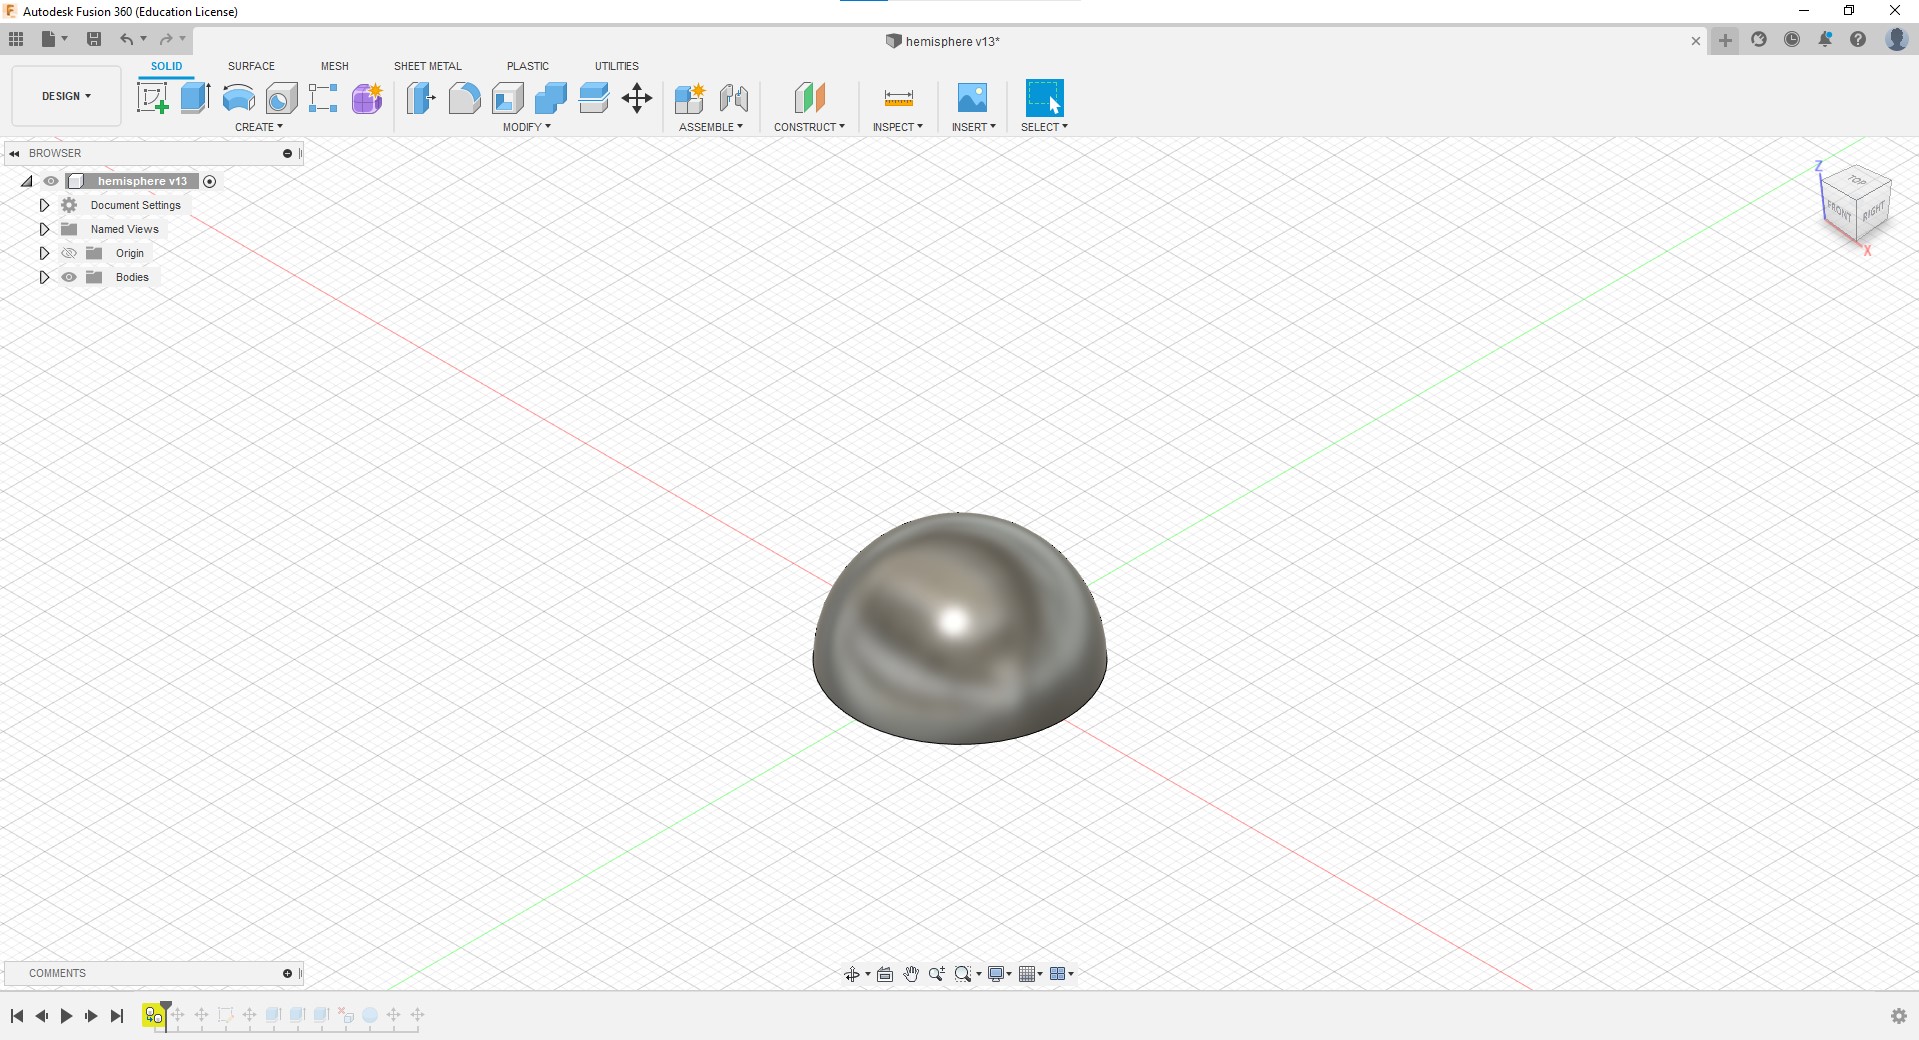 Autodesk Fusion 360 (Education License)
hemisphere v13*
SOLID SURFACE MESH SHEET METAL PLASTIC UTILITIES
DESIGN
CREATE MODIFY ASSEMBLE CONSTRUCT INSPECT INSERT SELECT
BROWSER
hemisphere v13
Document Settings
Named Views
Origin
Bodies
Z
TOP
FRONT RIGHT
X
COMMENTS